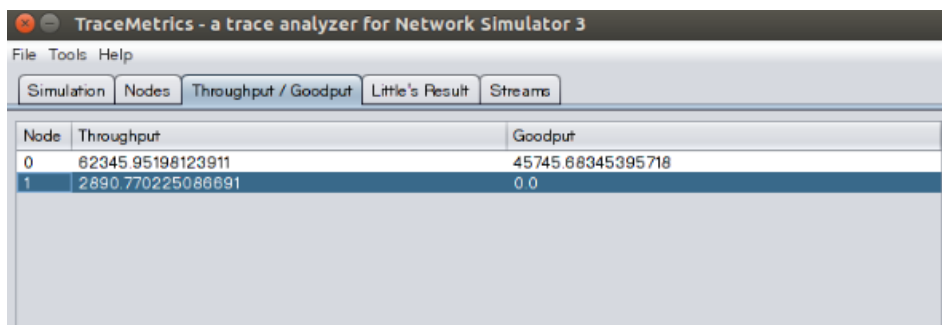 TraceMetrics - a trace analyzer for Network Simulator 3
File Tools Help
Simulation Nodes Throughput / Goodput Little's Result Streams
Node Throughput Goodput
0 62345.95198123911 45745.68345395718
1 2890.770225086691 0.0